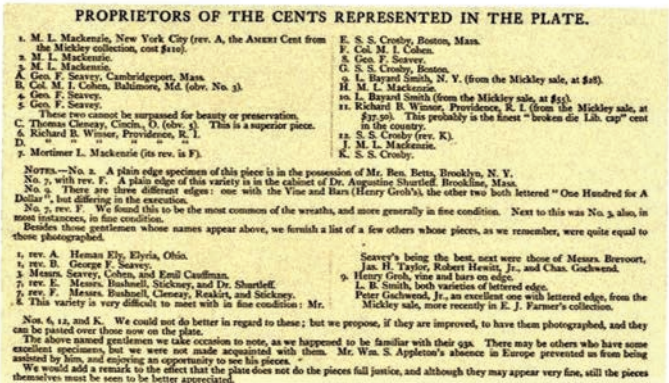 PROPRIETORS OF THE CENTS REPRESENTED IN THE PLATE.
1. M. L. Mackenzie, New York City (rev. A, the AMERI Cent from
the Mickley collection, cost $110).
2. M. L. Mackenzie.
3. M. L. Mackenzie.
A. Geo. F. Seavey, Cambridgeport, Mass.
B. Col. M. I. Cohen, Baltimore, Md. (obv. No. 3).
4. Geo. F. Seavey.
5. Geo. F. Seavey.
These two cannot be surpassed for beauty or preservation.
C. Thomas Cleneay, Cincin., O. (obv. 5). This is a superior piece.
6. Richard B. Winsor, Providence, R. I.
D. " " " " "
7. Mortimer L. Mackenzie (its rev. is F).
E. S. S. Crosby, Boston, Mass.
F. Col. M. I. Cohen.
8. Geo. F. Seavey.
G. S. S. Crosby, Boston.
9. L. Bayard Smith, N. Y. (from the Mickley sale, at $28).
H. M. L. Mackenzie.
10. L. Bayard Smith (from the Mickley sale, at $55).
11. Richard B. Winsor, Providence, R. I. (from the Mickley sale, at
$37.50). This probably is the finest "broken die Lib. cap" cent
in the country.
12. S. S. Crosby (rev. K).
J. M. L. Mackenzie.
K. S. S. Crosby.
NOTES.—No. 2. A plain edge specimen of this piece is in the possession of Mr. Ben. Betts, Brooklyn, N. Y.
No. 7, with rev. F. A plain edge of this variety is in the cabinet of Dr. Augustine Shurtleff, Brookline, Mass.
No. 9. There are three different edges: one with the Vine and Bars (Henry Groh's), the other two both lettered "One Hundred for A
Dollar", but differing in the execution.
No. 7, rev. F. We found this to be the most common of the wreaths, and more generally in fine condition. Next to this was No. 3, also, in
most instances, in fine condition.
Besides those gentlemen whose names appear above, we furnish a list of a few others whose pieces, as we remember, were quite equal to
those photographed.
1, rev. A. Heman Ely, Elyria, Ohio.
1, rev. B. George F. Seavey.
3. Messrs. Seavey, Cohen, and Emil Cauffman.
7, rev. E. Messrs. Bushnell, Stickney, and Dr. Shurtleff.
7, rev. F. Messrs. Bushnell, Cleneay, Reakirt, and Stickney.
8. This variety is very difficult to meet with in fine condition: Mr.
Seavey's being the best, next were those of Messrs. Brevoort,
Jas. H. Taylor, Robert Hewitt, Jr., and Chas. Gschwend.
9. Henry Groh, vine and bars on edge.
L. B. Smith, both varieties of lettered edge.
Peter Gschwend, Jr., an excellent one with lettered edge, from the
Mickley sale, more recently in E. J. Farmer's collection.
Nos. 6, 12, and K. We could not do better in regard to these; but we propose, if they are improved, to have them photographed, and they
can be pasted over those now on the plate.
The above named gentlemen we take occasion to note, as we happened to be familiar with their 93s. There may be others who have some
excellent specimens, but we were not made acquainted with them. Mr. Wm. S. Appleton's absence in Europe prevented us from being
assisted by him, and enjoying an opportunity to see his pieces.
We would add a remark to the effect that the plate does not do the pieces full justice, and although they may appear very fine, still the pieces
themselves must be seen to be better appreciated.